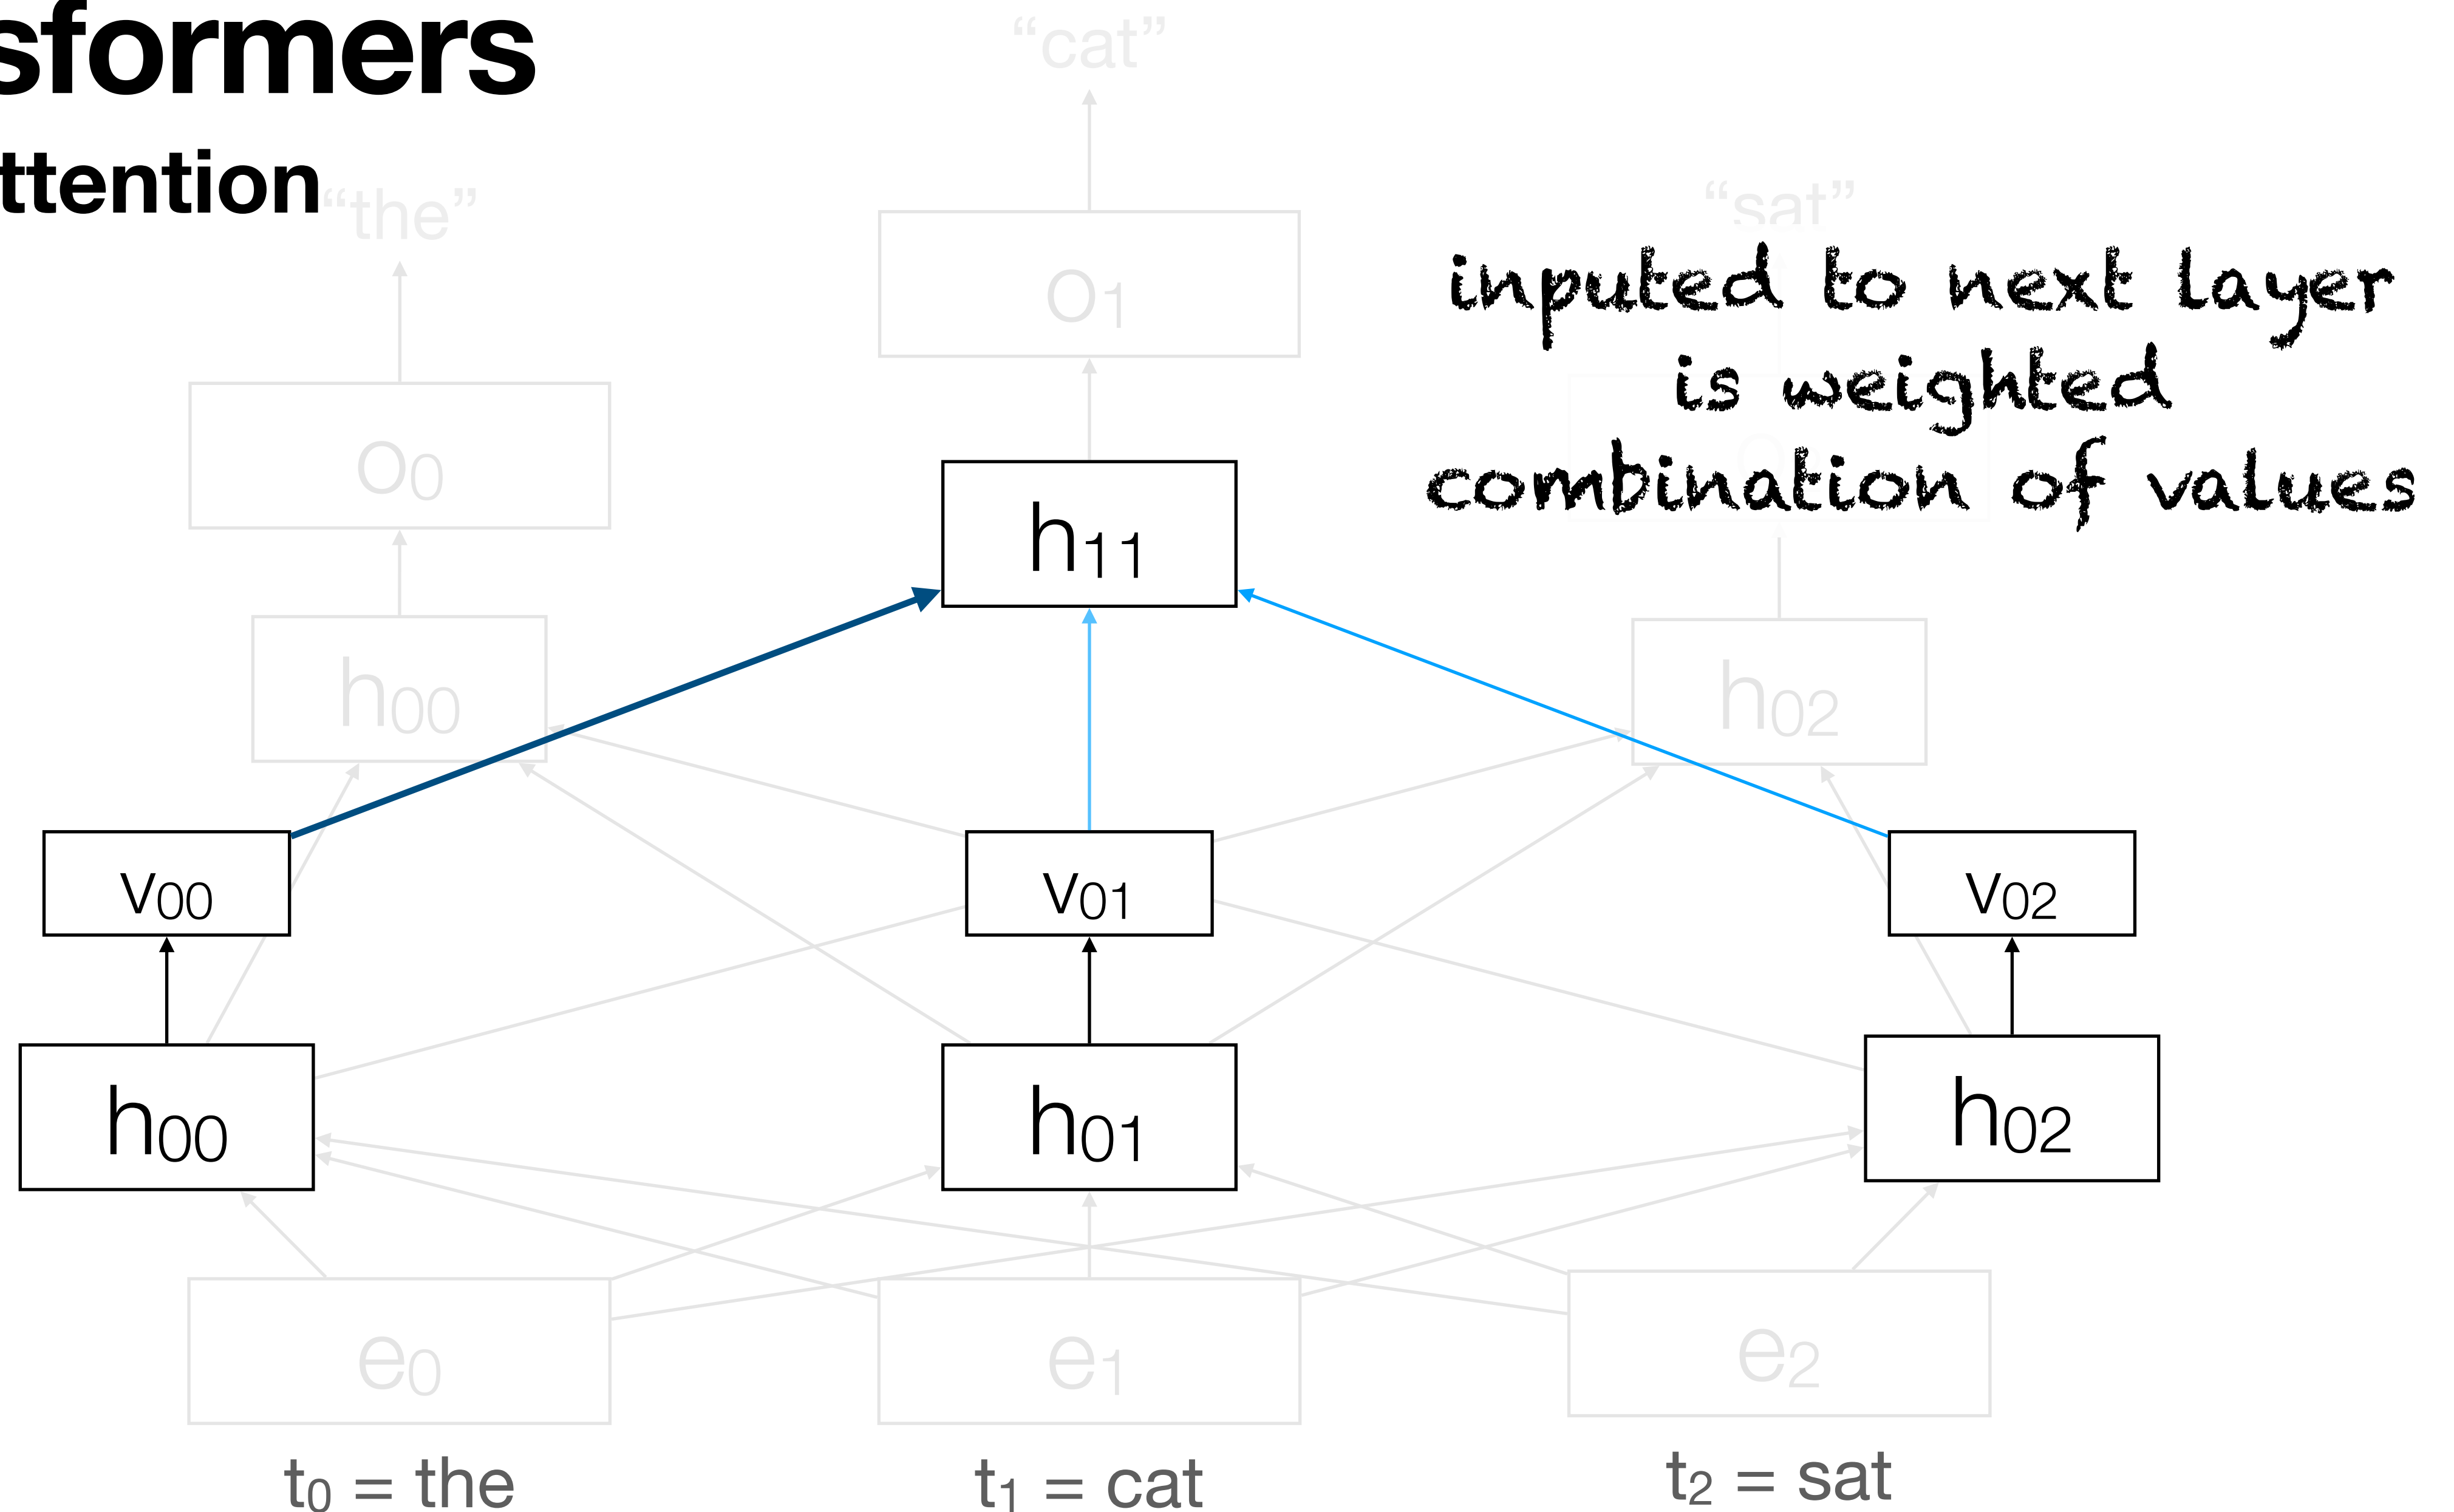 sformers
ttention
“cat”
“the”
“sat”
o1
inputed to next layer
is weighted
combination of values
o0
h11
h00
h02
v00
v01
v02
h00
h01
h02
e0
e1
e2
t0 = the
t1 = cat
t2 = sat